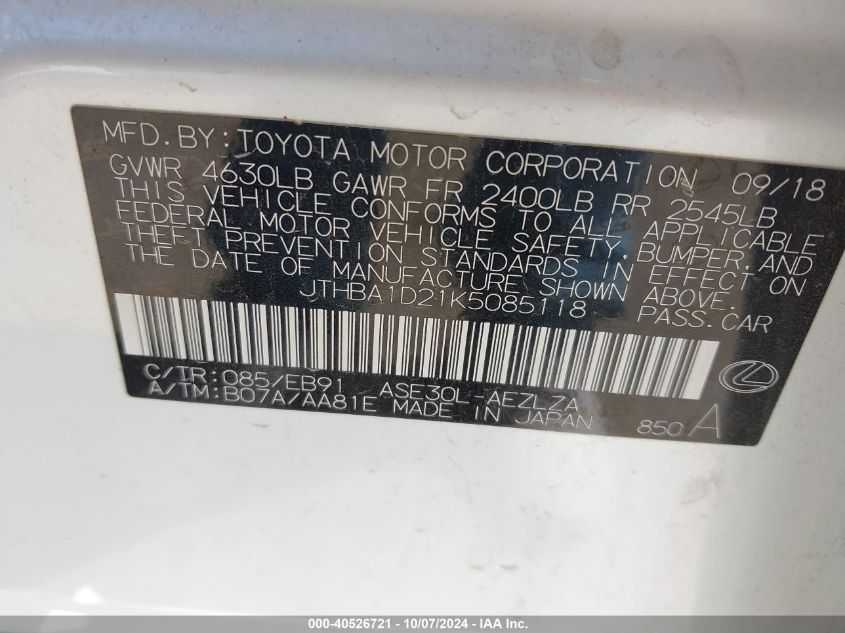 MFD.BY:TOYOTA MOTOR CORPORATION 09/18
GVWR 4630LB GAWR FR 2400LB RR 2545LB
THIS VEHICLE CONFORMS TO ALL APPLICABLE
FEDERAL MOTOR VEHICLE SAFETY,BUMPER,AND
THEFT PREVENTION STANDARDS IN EFFECT ON
THE DATE OF MANUFACTURE SHOWN ABOVE.
JTHBA1D21K5085118 PASS.CAR
C/TR:085/EB91 ASE30L-AEZLZA
A/TM:B07A/AA81E MADE IN JAPAN 850 A
000-40526721 - 10/07/2024 - IAA Inc.